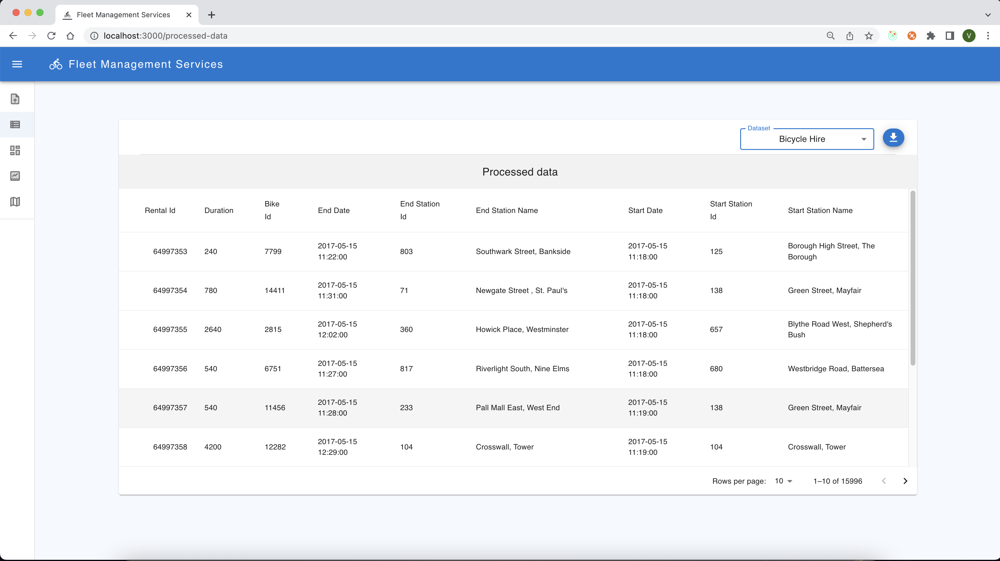 Fleet Management Services
localhost:3000/processed-data
V
Fleet Management Services
Dataset
Bicycle Hire
Processed data
Rental Id Duration Bike Id End Date End Station Id End Station Name Start Date Start Station Id Start Station Name
64997353 240 7799 2017-05-15 11:22:00 803 Southwark Street, Bankside 2017-05-15 11:18:00 125 Borough High Street, The Borough
64997354 780 14411 2017-05-15 11:31:00 71 Newgate Street , St. Paul's 2017-05-15 11:18:00 138 Green Street, Mayfair
64997355 2640 2815 2017-05-15 12:02:00 360 Howick Place, Westminster 2017-05-15 11:18:00 657 Blythe Road West, Shepherd's Bush
64997356 540 6751 2017-05-15 11:27:00 817 Riverlight South, Nine Elms 2017-05-15 11:18:00 680 Westbridge Road, Battersea
64997357 540 11456 2017-05-15 11:28:00 233 Pall Mall East, West End 2017-05-15 11:19:00 138 Green Street, Mayfair
64997358 4200 12282 2017-05-15 12:29:00 104 Crosswall, Tower 2017-05-15 11:19:00 104 Crosswall, Tower
Rows per page: 10 1–10 of 15996